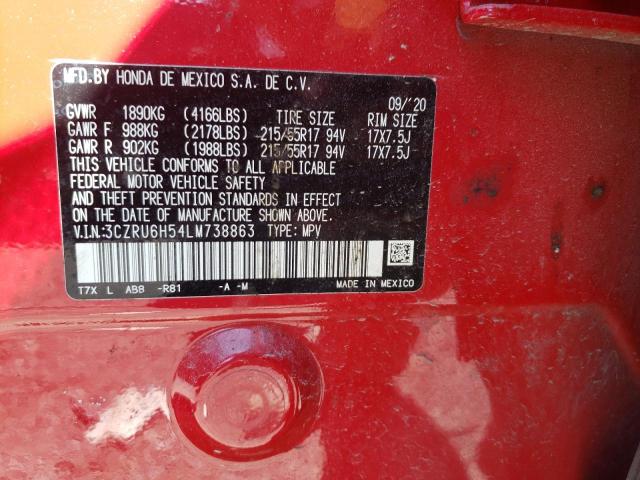 MFD.BY HONDA DE MEXICO S.A. DE C.V.
09/'20
GVWR 1890KG (4166LBS) TIRE SIZE RIM SIZE
GAWR F 988KG (2178LBS) 215/55R17 94V 17X7.5J
GAWR R 902KG (1988LBS) 215/55R17 94V 17X7.5J
THIS VEHICLE CONFORMS TO ALL APPLICABLE
FEDERAL MOTOR VEHICLE SAFETY
AND THEFT PREVENTION STANDARDS IN EFFECT
ON THE DATE OF MANUFACTURE SHOWN ABOVE.
V.I.N:3CZRU6H54LM738863 TYPE: MPV
T7X L AB8 -R81 -A -M MADE IN MEXICO